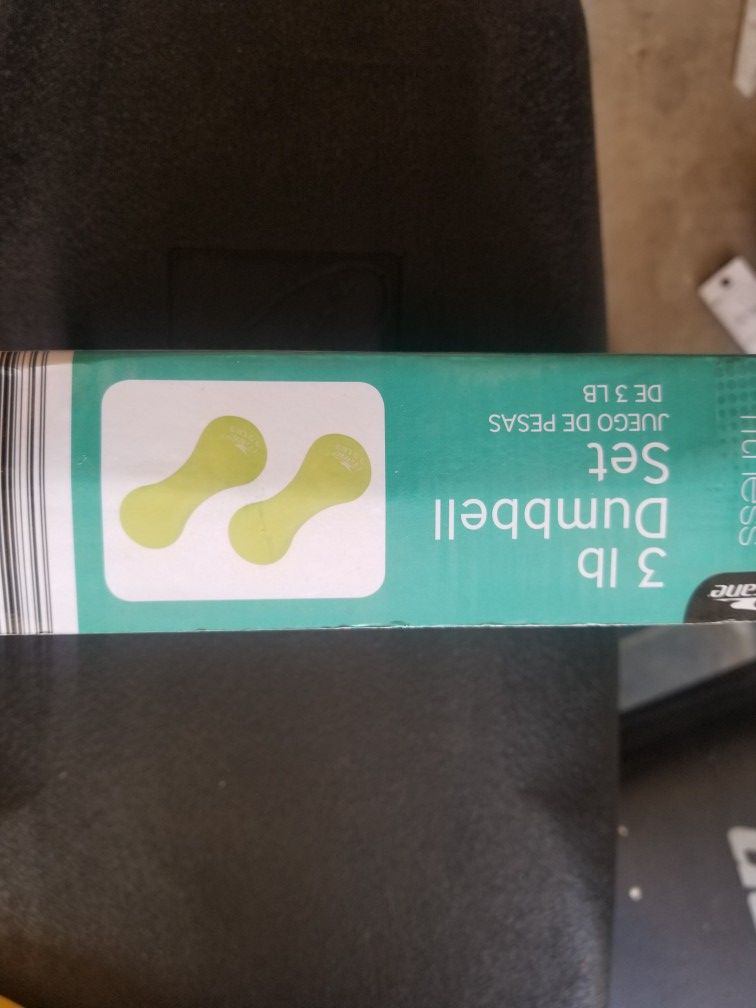 3 lb
Dumbbell
Set
JUEGO DE PESAS
DE 3 LB